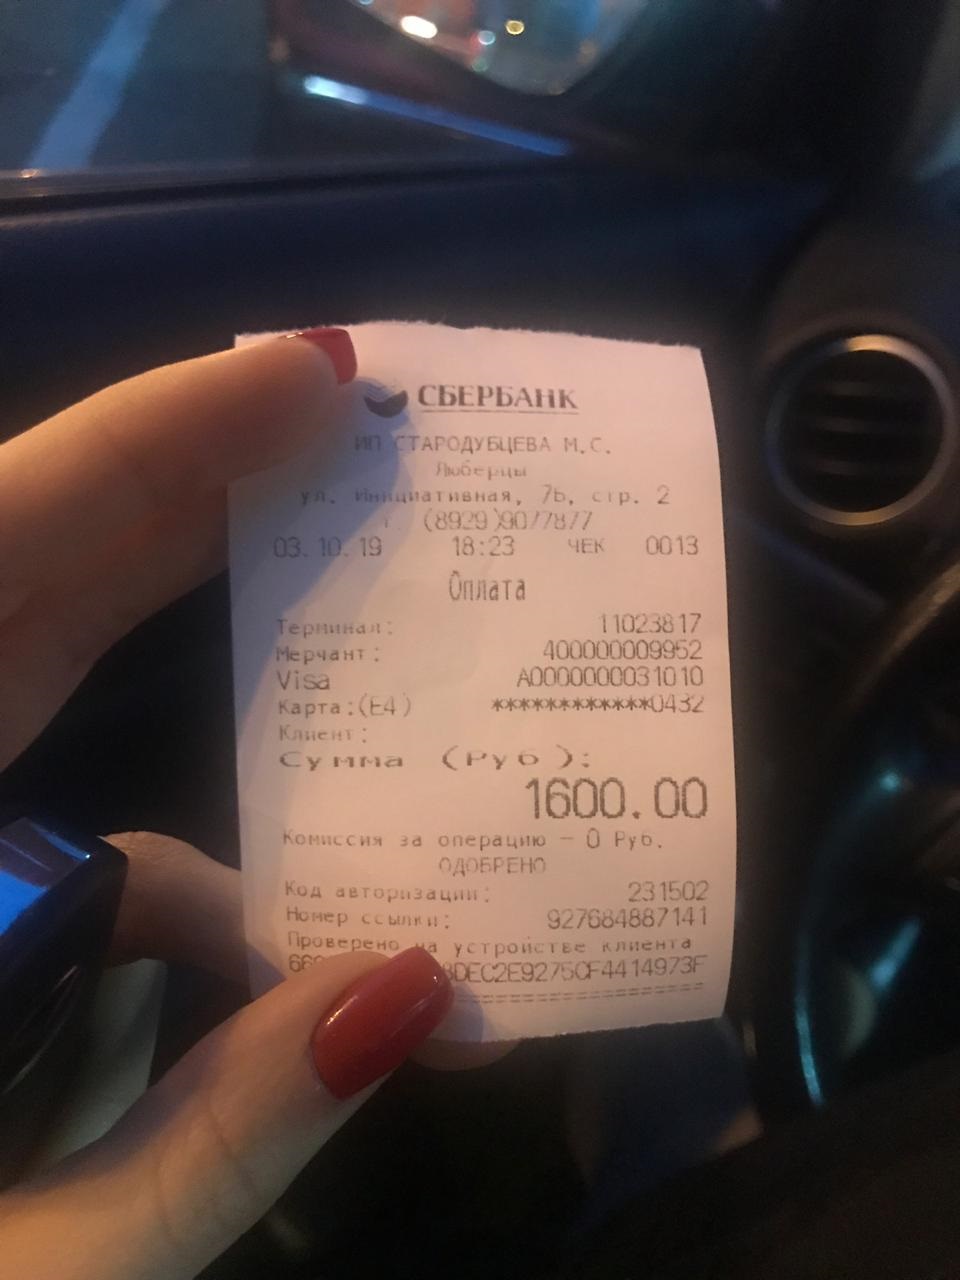 СБЕРБАНК
ИП СТАРОДУБЦЕВА М.С.
Люберцы
ул. Инициативная, 7Б, стр. 2
т. (8929)9077877
03.10.19 18:23 ЧЕК 0013
Оплата
Терминал: 11023817
Мерчант: 400000009952
Visa A0000000031010
Карта:(E4) ************0432
Клиент:
Сумма (Руб):
1600.00
Комиссия за операцию – 0 Руб.
ОДОБРЕНО
Код авторизации: 231502
Номер ссылки: 927684887141
Проверено на устройстве клиента
8DEC2E9275CF4414973F